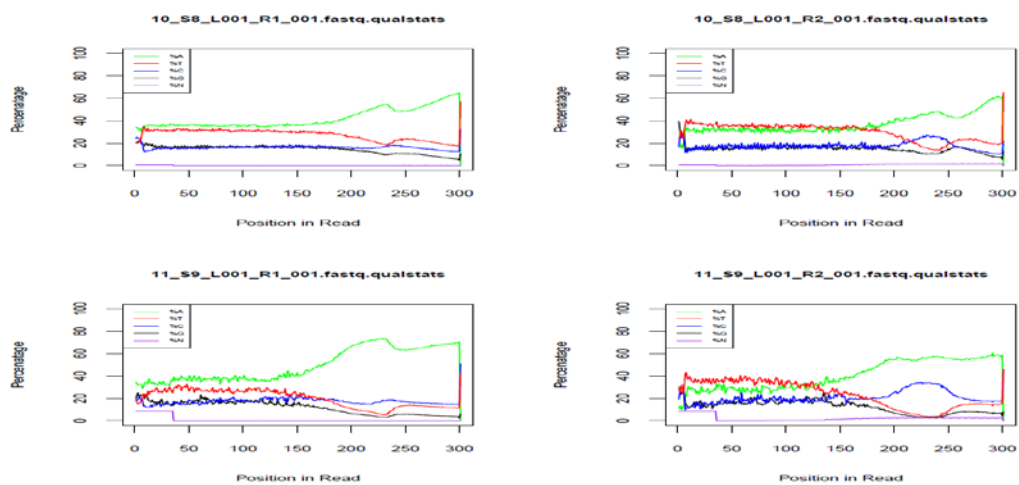 10_S8_L001_R1_001.fastq.qualstats
Percenatage
0 20 40 60 80 100
%A
%T
%C
%G
%N
0 50 100 150 200 250 300
Position in Read
10_S8_L001_R2_001.fastq.qualstats
Percenatage
0 20 40 60 80 100
%A
%T
%C
%G
%N
0 50 100 150 200 250 300
Position in Read
11_S9_L001_R1_001.fastq.qualstats
Percenatage
0 20 40 60 80 100
%A
%T
%C
%G
%N
0 50 100 150 200 250 300
Position in Read
11_S9_L001_R2_001.fastq.qualstats
Percenatage
0 20 40 60 80 100
%A
%T
%C
%G
%N
0 50 100 150 200 250 300
Position in Read